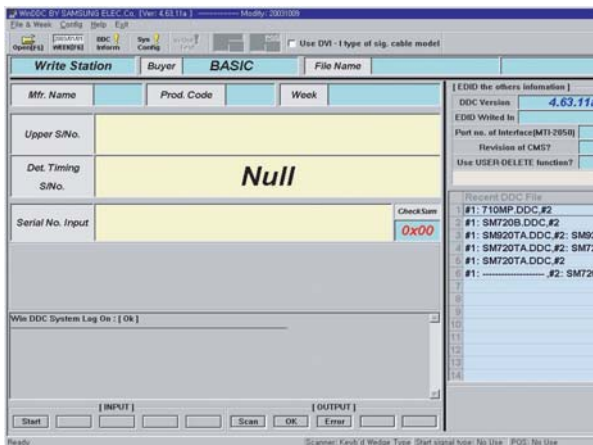 WinDDC BY SAMSUNG ELEC,Co. [Ver: 4.63.11a ] ------------ Modify: 20031009
File & Week Config Help Exit
Open[F5] WEEK[F6] DDC Inform Sys Config
Use DVI - I type of sig. cable model
Write Station Buyer BASIC File Name
Mfr. Name Prod. Code Week
Upper S/No.
Det. Timing S/No. Null
Serial No. Input CheckSum 0x00
Win DDC System Log On : [ Ok ]
[ INPUT ] [ OUTPUT ]
Start Scan OK Error
Ready Scanner: Keyb'd Wedge Type Start signal type: No Use POS: No Use
[ EDID the others infomation ]
DDC Version 4.63.11a
EDID Writed In
Port no. of Interface(MTI-2050)
Revision of CMS?
Use USER-DELETE function?
Recent DDC File
1 #1: 710MP.DDC,#2
2 #1: SM720B.DDC,#2
3 #1: SM920TA.DDC,#2: SM92
4 #1: SM720TA.DDC,#2: SM72
5 #1: SM720TA.DDC,#2
6 #1: -------------------- ,#2: SM720
7
8
9
10
11
12
13
14